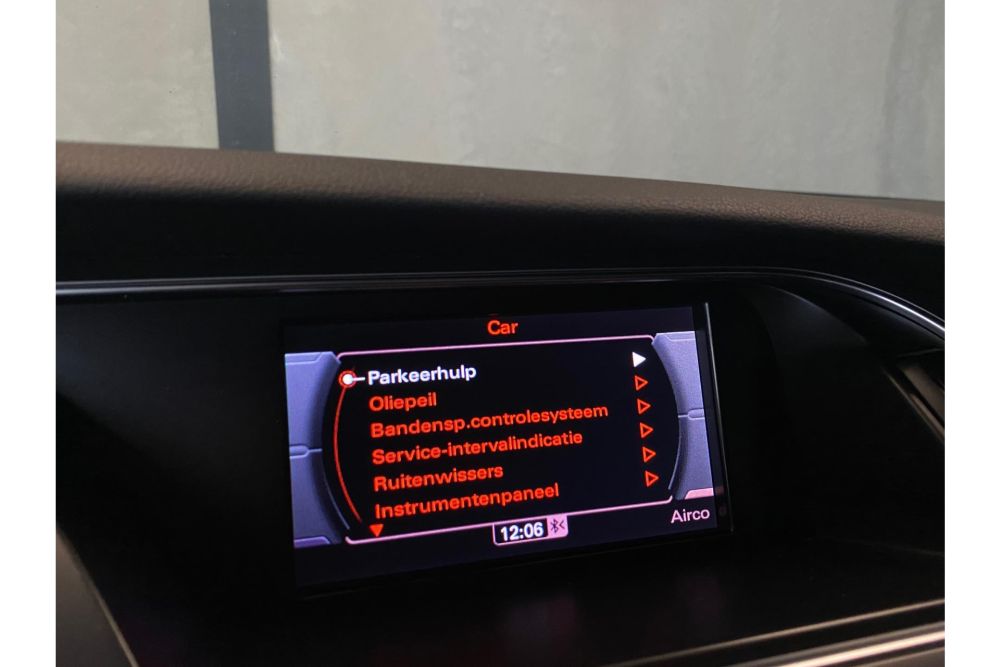 Car
Parkeerhulp
Oliepeil
Bandensp.controlesysteem
Service-intervalindicatie
Ruitenwissers
Instrumentenpaneel
12:06
Airco